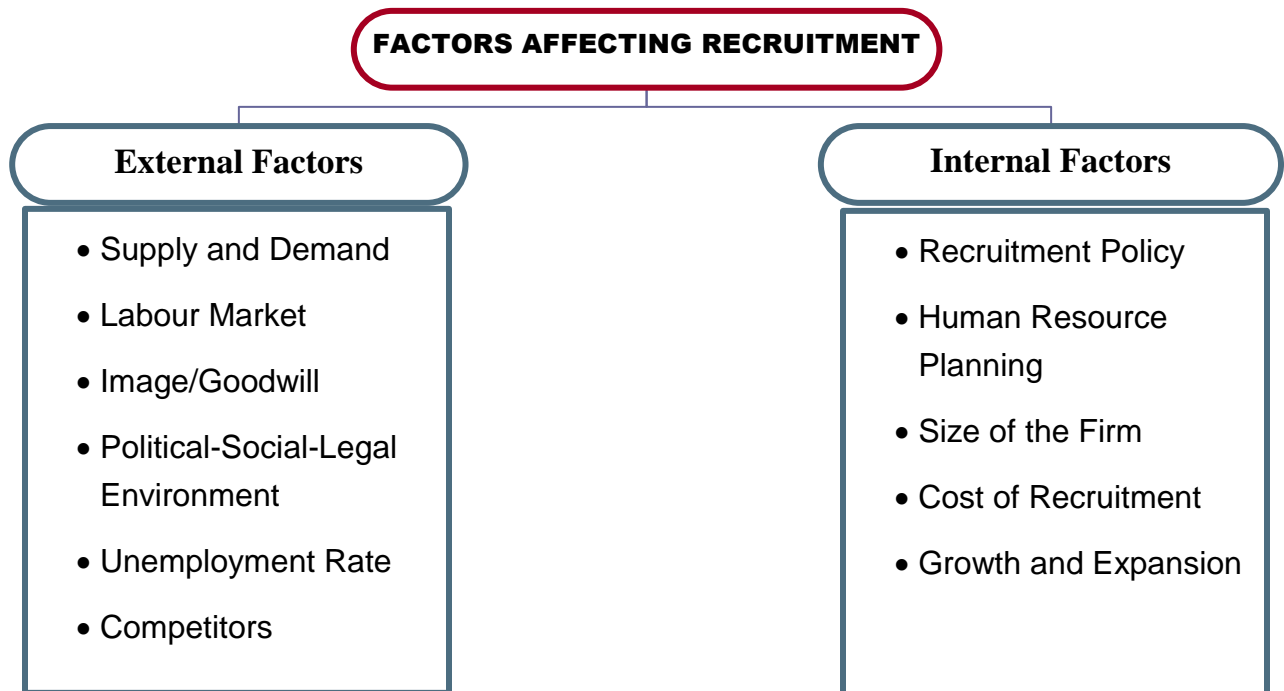 FACTORS AFFECTING RECRUITMENT
External Factors
• Supply and Demand
• Labour Market
• Image/Goodwill
• Political-Social-Legal
Environment
• Unemployment Rate
• Competitors
Internal Factors
• Recruitment Policy
• Human Resource
Planning
• Size of the Firm
• Cost of Recruitment
• Growth and Expansion